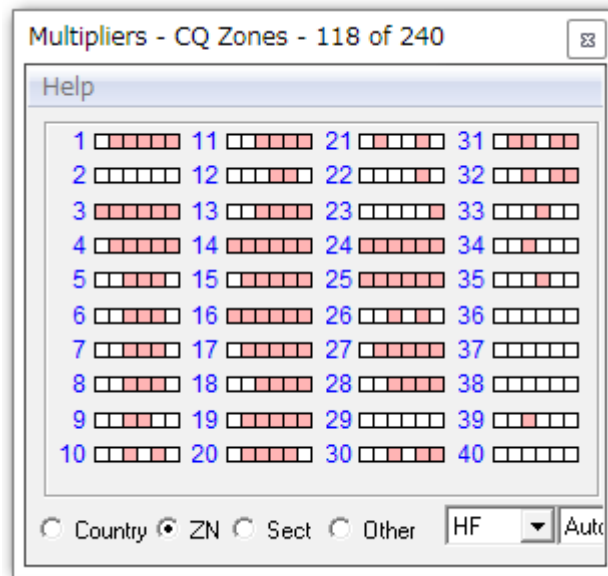 Multipliers - CQ Zones - 118 of 240
Help
1 11 21 31
2 12 22 32
3 13 23 33
4 14 24 34
5 15 25 35
6 16 26 36
7 17 27 37
8 18 28 38
9 19 29 39
10 20 30 40
Country ZN Sect Other HF Auto